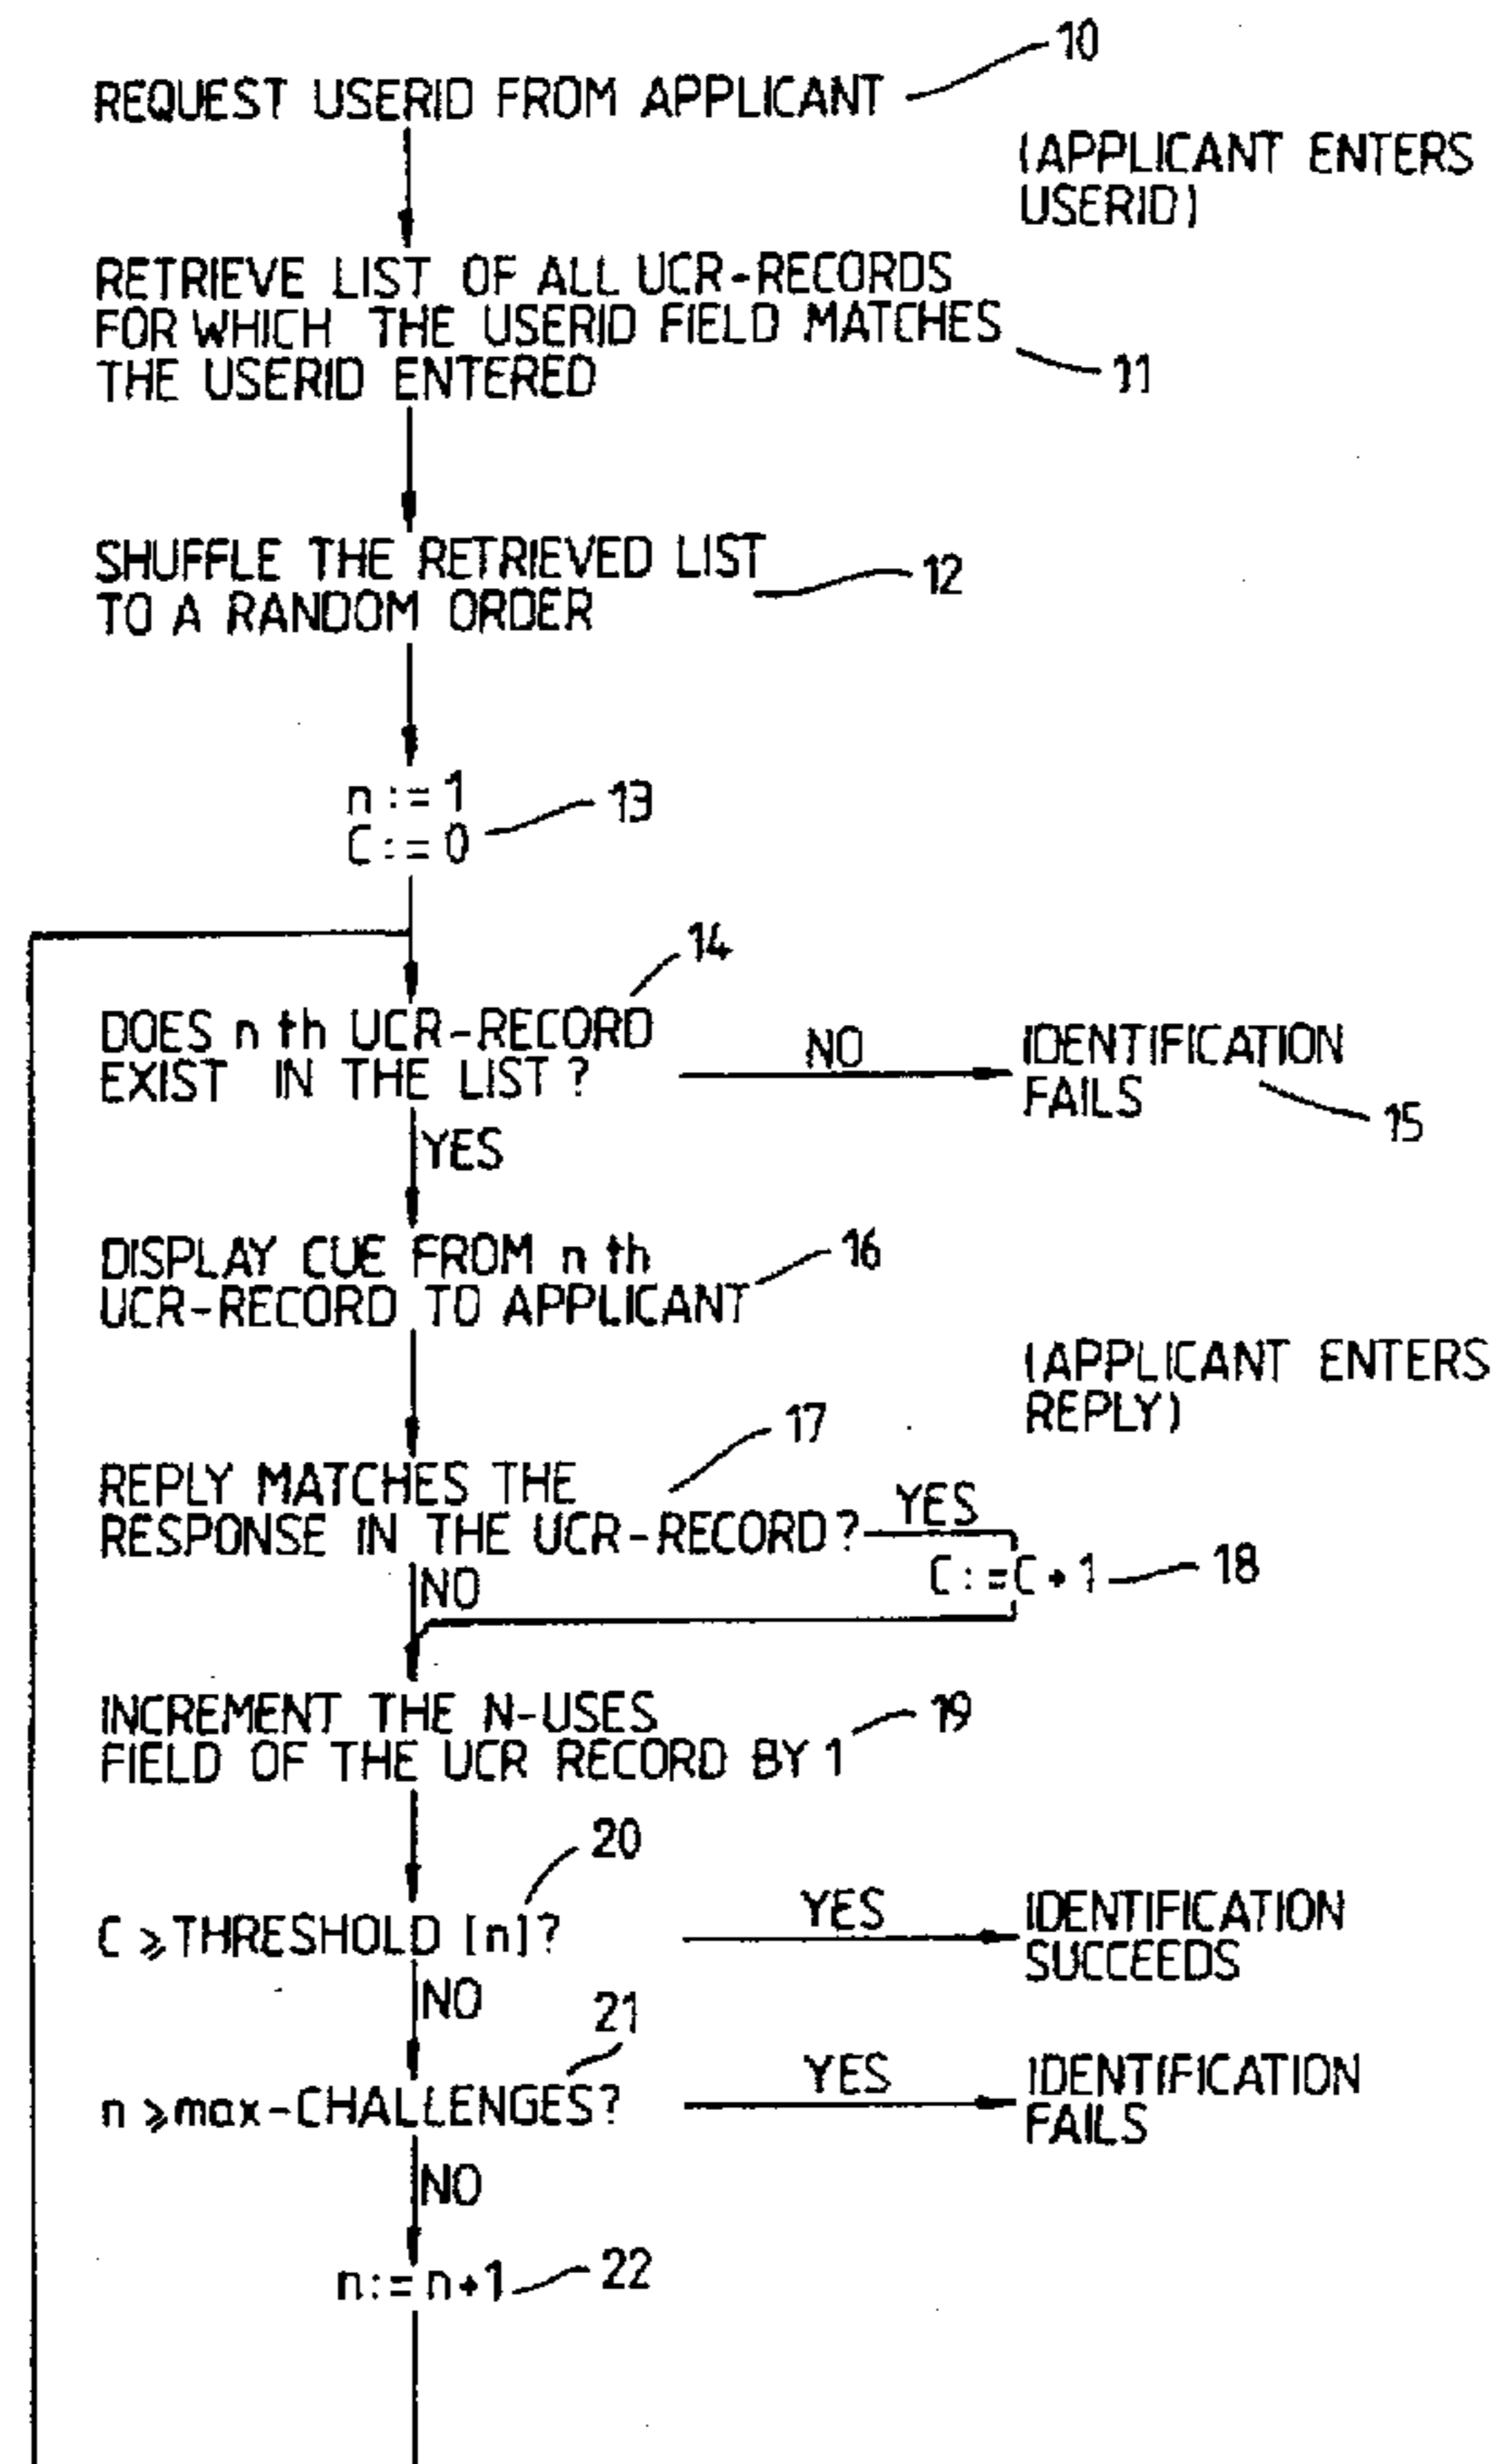 10
REQUEST USERID FROM APPLICANT
(APPLICANT ENTERS
USERID)
RETRIEVE LIST OF ALL UCR-RECORDS
FOR WHICH THE USERID FIELD MATCHES
THE USERID ENTERED
11
SHUFFLE THE RETRIEVED LIST
TO A RANDOM ORDER
12
n := 1
C := 0
13
14
DOES n th UCR-RECORD
EXIST IN THE LIST ?
NO
IDENTIFICATION
FAILS
15
YES
DISPLAY CUE FROM n th
UCR-RECORD TO APPLICANT
16
(APPLICANT ENTERS
REPLY)
17
REPLY MATCHES THE
RESPONSE IN THE UCR-RECORD ?
YES
C := C + 1
18
NO
INCREMENT THE N-USES
FIELD OF THE UCR RECORD BY 1
19
20
C ⩾ THRESHOLD [n] ?
YES
IDENTIFICATION
SUCCEEDS
NO
21
n ⩾ max-CHALLENGES?
YES
IDENTIFICATION
FAILS
NO
n := n + 1
22